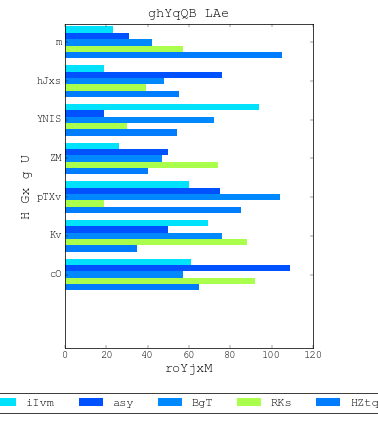 ghYqQB LAe
m
hJxs
YNIS
ZM
pTXv
Kv
cO
H Gx g U
0 20 40 60 80 100 120
roYjxM
iIvm asy BgT RKs HZtq